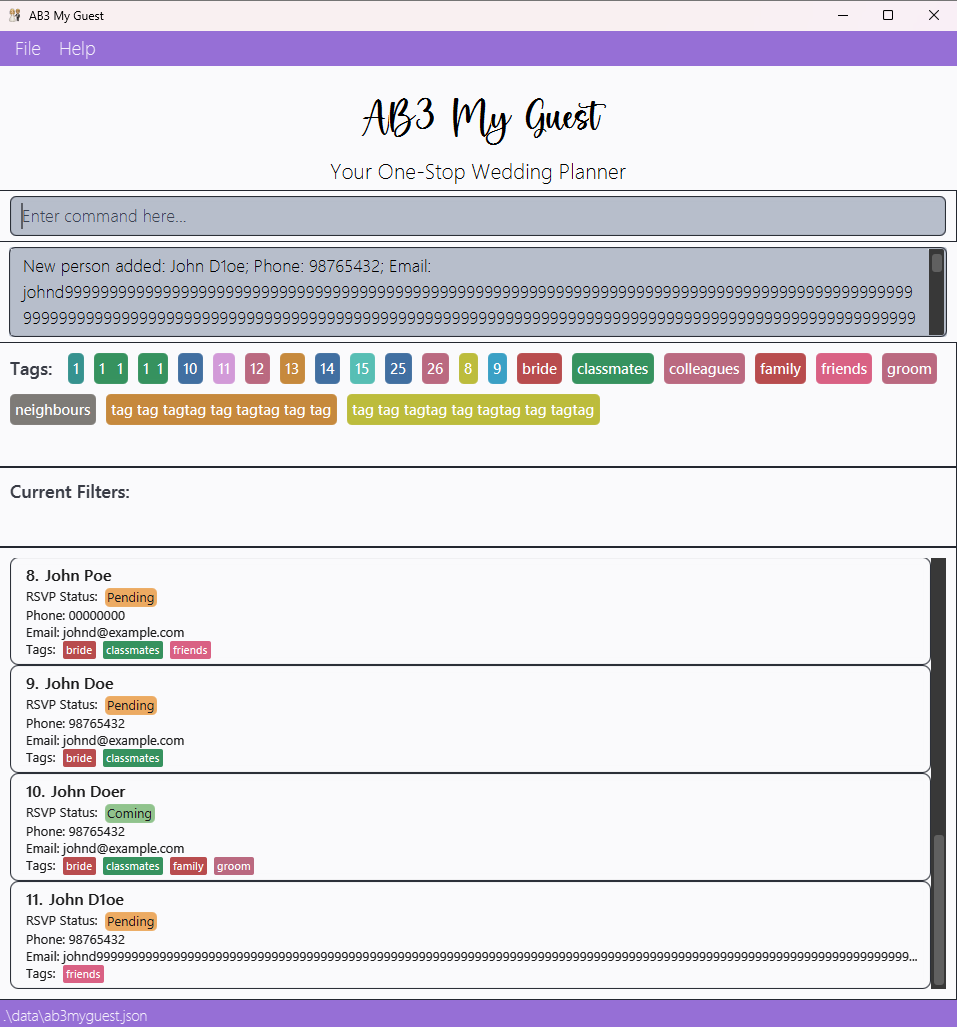 AB3 My Guest
File Help
AB3 My Guest
Your One-Stop Wedding Planner
Enter command here...
New person added: John D1oe; Phone: 98765432; Email:
Tags: 1 1 1 1 1 10 11 12 13 14 15 25 26 8 9 bride classmates colleagues family friends groom
neighbours tag tag tagtag tag tagtag tag tag tag tag tagtag tag tagtag tag tagtag
Current Filters:
8. John Poe
RSVP Status: Pending
Phone: 00000000
Email: johnd@example.com
Tags: bride classmates friends
9. John Doe
RSVP Status: Pending
Phone: 98765432
Email: johnd@example.com
Tags: bride classmates
10. John Doer
RSVP Status: Coming
Phone: 98765432
Email: johnd@example.com
Tags: bride classmates family groom
11. John D1oe
RSVP Status: Pending
Phone: 98765432
Email:
Tags: friends
.\data\ab3myguest.json